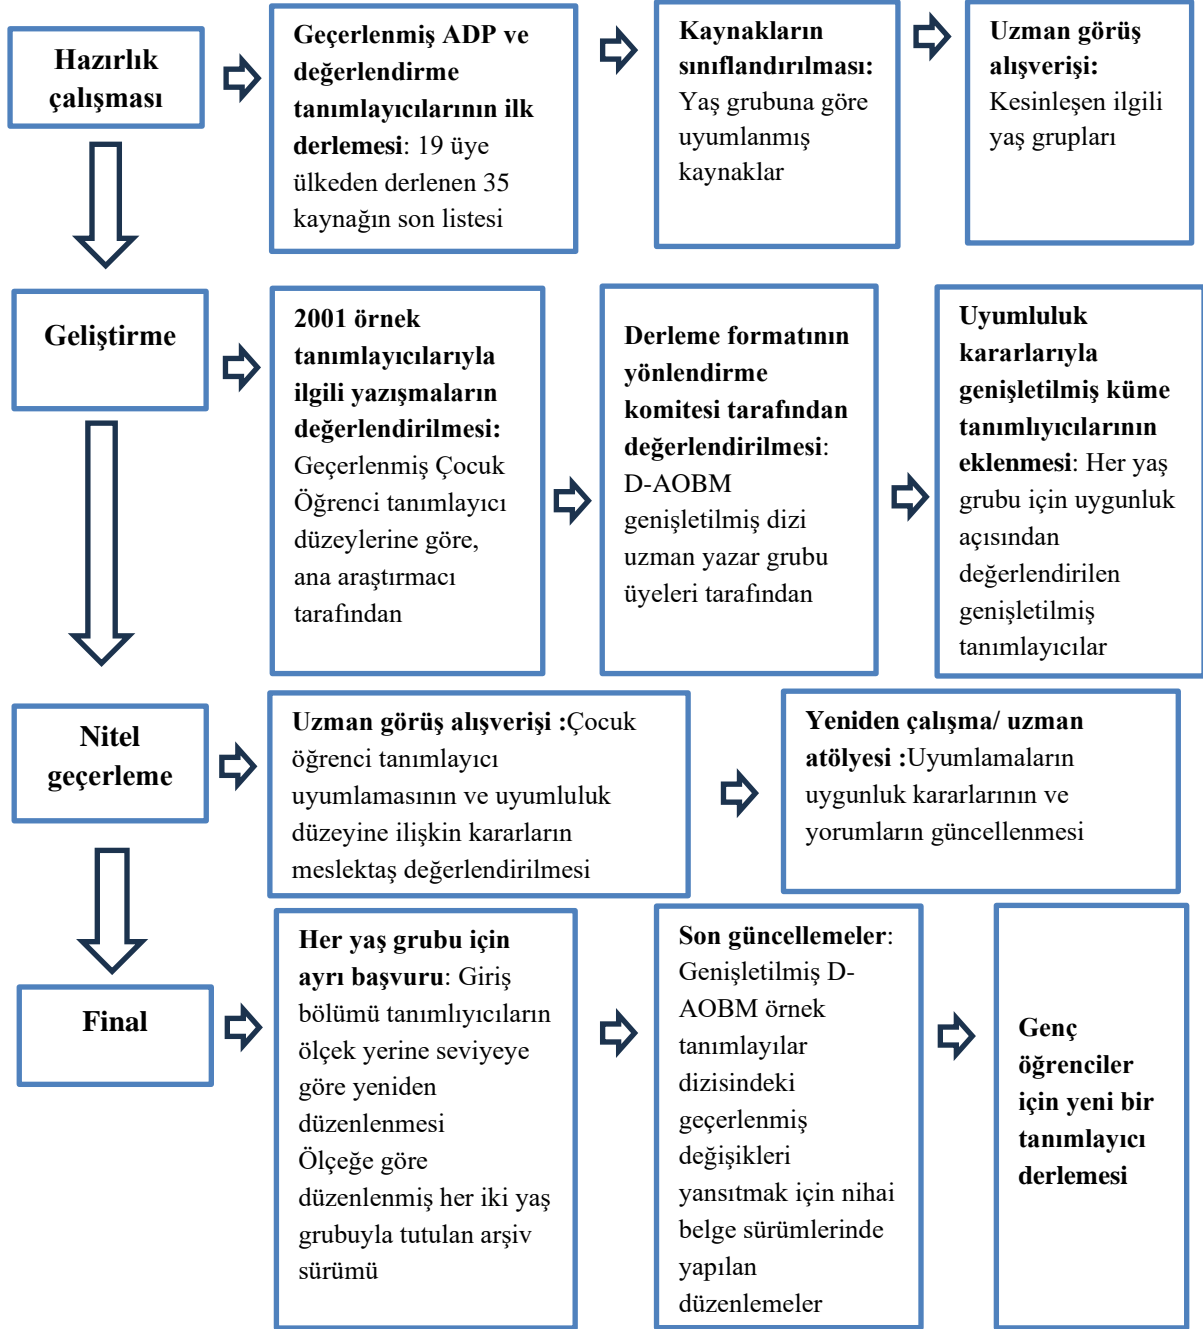 Hazırlık
çalışması
Geçerlenmiş ADP ve
değerlendirme
tanımlayıcılarının ilk
derlemesi: 19 üye
ülkeden derlenen 35
kaynağın son listesi
Kaynakların
sınıflandırılması:
Yaş grubuna göre
uyumlanmış
kaynaklar
Uzman görüş
alışverişi:
Kesinleşen ilgili
yaş grupları
Geliştirme
2001 örnek
tanımlayıcılarıyla
ilgili yazışmaların
değerlendirilmesi:
Geçerlenmiş Çocuk
Öğrenci tanımlayıcı
düzeylerine göre,
ana araştırmacı
tarafından
Derleme formatının
yönlendirme
komitesi tarafından
değerlendirilmesi:
D-AOBM
genişletilmiş dizi
uzman yazar grubu
üyeleri tarafından
Uyumluluk
kararlarıyla
genişletilmiş küme
tanımlıyıcılarının
eklenmesi: Her yaş
grubu için uygunluk
açısından
değerlendirilen
genişletilmiş
tanımlayıcılar
Nitel
geçerleme
Uzman görüş alışverişi :Çocuk
öğrenci tanımlayıcı
uyumlamasının ve uyumluluk
düzeyine ilişkin kararların
meslektaş değerlendirilmesi
Yeniden çalışma/ uzman
atölyesi :Uyumlamaların
uygunluk kararlarının ve
yorumların güncellenmesi
Final
Her yaş grubu için
ayrı başvuru: Giriş
bölümü tanımlıyıcıların
ölçek yerine seviyeye
göre yeniden
düzenlenmesi
Ölçeğe göre
düzenlenmiş her iki yaş
grubuyla tutulan arşiv
sürümü
Son güncellemeler:
Genişletilmiş D-
AOBM örnek
tanımlayılar
dizisindeki
geçerlenmiş
değişikleri
yansıtmak için nihai
belge sürümlerinde
yapılan
düzenlemeler
Genç
öğrenciler
için yeni bir
tanımlayıcı
derlemesi